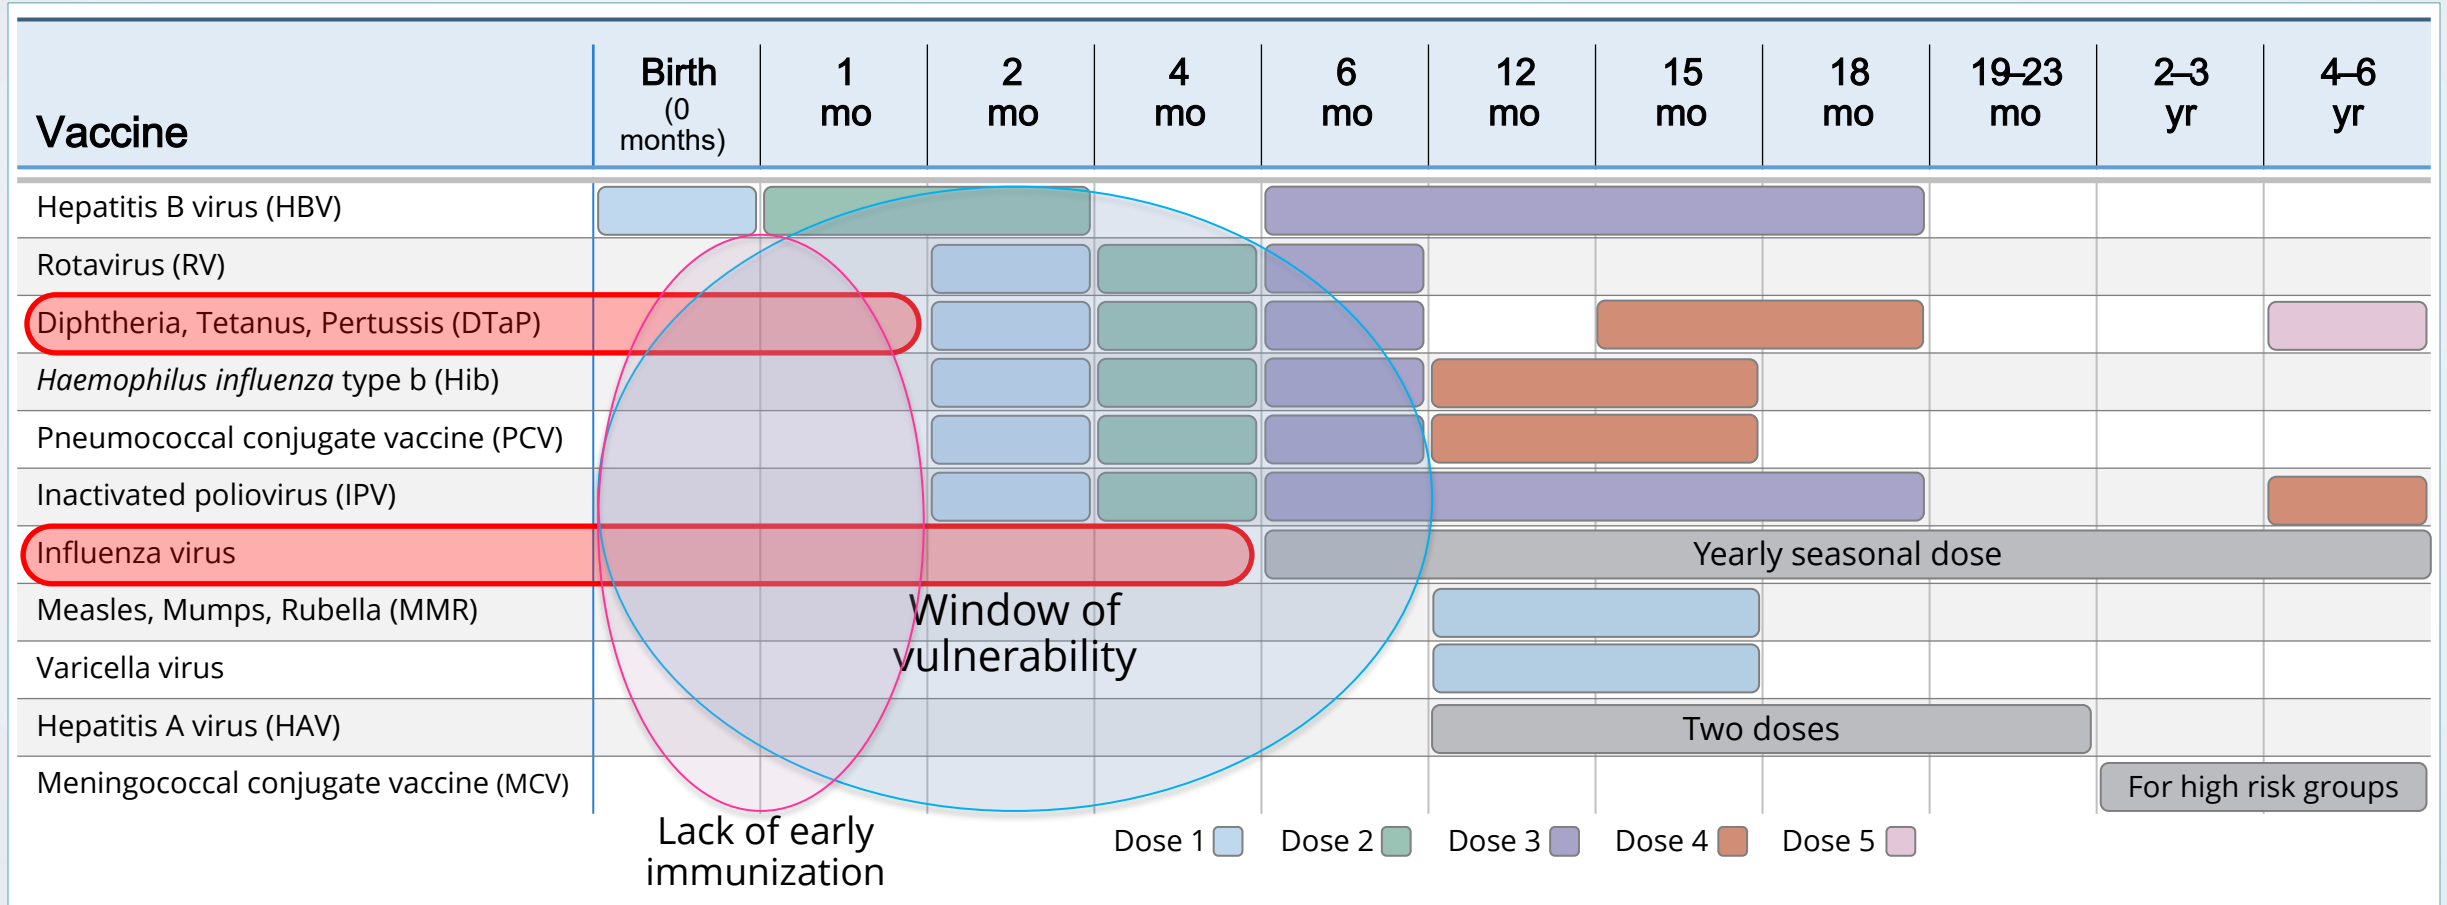 Vaccine
Birth
(0
months)
1
mo
2
mo
4
mo
6
mo
12
mo
15
mo
18
mo
19–23
mo
2–3
yr
4–6
yr
Hepatitis B virus (HBV)
Rotavirus (RV)
Diphtheria, Tetanus, Pertussis (DTaP)
Haemophilus influenza type b (Hib)
Pneumococcal conjugate vaccine (PCV)
Inactivated poliovirus (IPV)
Influenza virus
Yearly seasonal dose
Measles, Mumps, Rubella (MMR)
Window of
vulnerability
Varicella virus
Hepatitis A virus (HAV)
Two doses
Meningococcal conjugate vaccine (MCV)
For high risk groups
Lack of early
immunization
Dose 1
Dose 2
Dose 3
Dose 4
Dose 5